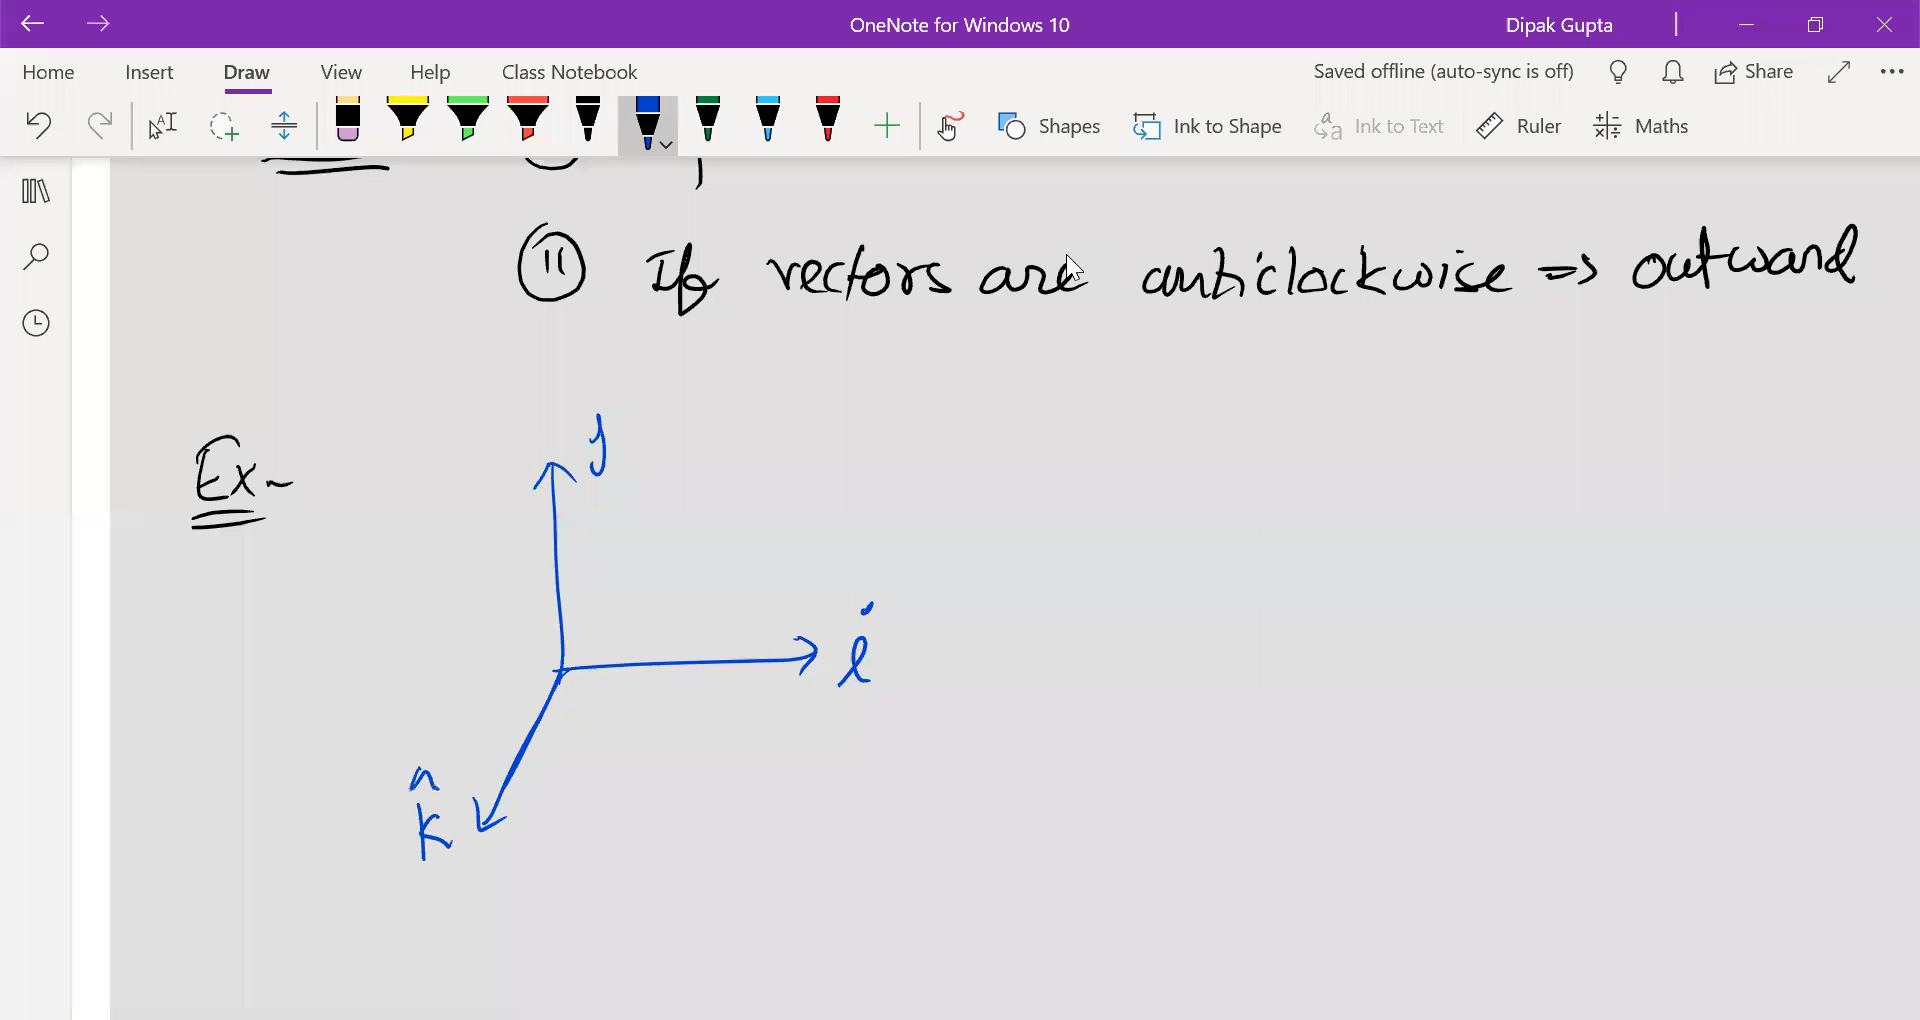 OneNote for Windows 10
Dipak Gupta
Home Insert Draw View Help Class Notebook
Saved offline (auto-sync is off)
Share
Shapes
Ink to Shape
Ink to Text
Ruler
Maths
(II) If vectors are anticlockwise => outward
Ex-
j
i
k̂